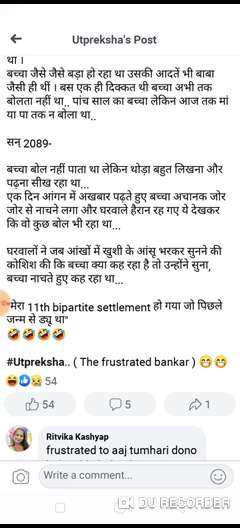 Utpreksha's Post
था ।
बच्चा जैसे जैसे बड़ा हो रहा था उसकी आदतें भी बाबा
जैसी ही थीं । बस एक ही दिक्कत थी बच्चा अभी तक
बोलता नहीं था.. पांच साल का बच्चा लेकिन आज तक मां
या पा तक न बोला था..
सन् 2089-
बच्चा बोल नहीं पाता था लेकिन थोड़ा बहुत लिखना और
पढ़ना सीख रहा था...
एक दिन आंगन में अखबार पढ़ते हुए बच्चा अचानक जोर
जोर से नाचने लगा और घरवाले हैरान रह गए ये देखकर
कि वो कुछ बोल भी रहा था...
घरवालों ने जब आंखों में खुशी के आंसू भरकर सुनने की
कोशिश की कि बच्चा क्या कह रहा है तो उन्होंने सुना,
बच्चा नाचते हुए कह रहा था...
"मेरा 11th bipartite settlement हो गया जो पिछले
जन्म से ड्यू था"
🤣🤣🤣🤣
#Utpreksha.. ( The frustrated bankar ) 😁😁
54
54 5 1
Ritvika Kashyap
frustrated to aaj tumhari dono
Write a comment...
DU RECORDER